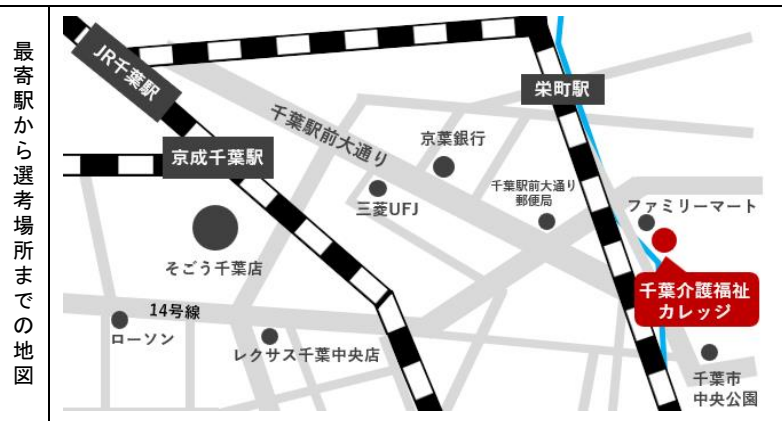 最寄駅から選考場所までの地図
JR千葉駅
栄町駅
千葉駅前大通り
京葉銀行
京成千葉駅
三菱UFJ
千葉駅前大通り
郵便局
ファミリーマート
そごう千葉店
千葉介護福祉
カレッジ
14号線
ローソン
レクサス千葉中央店
千葉市
中央公園